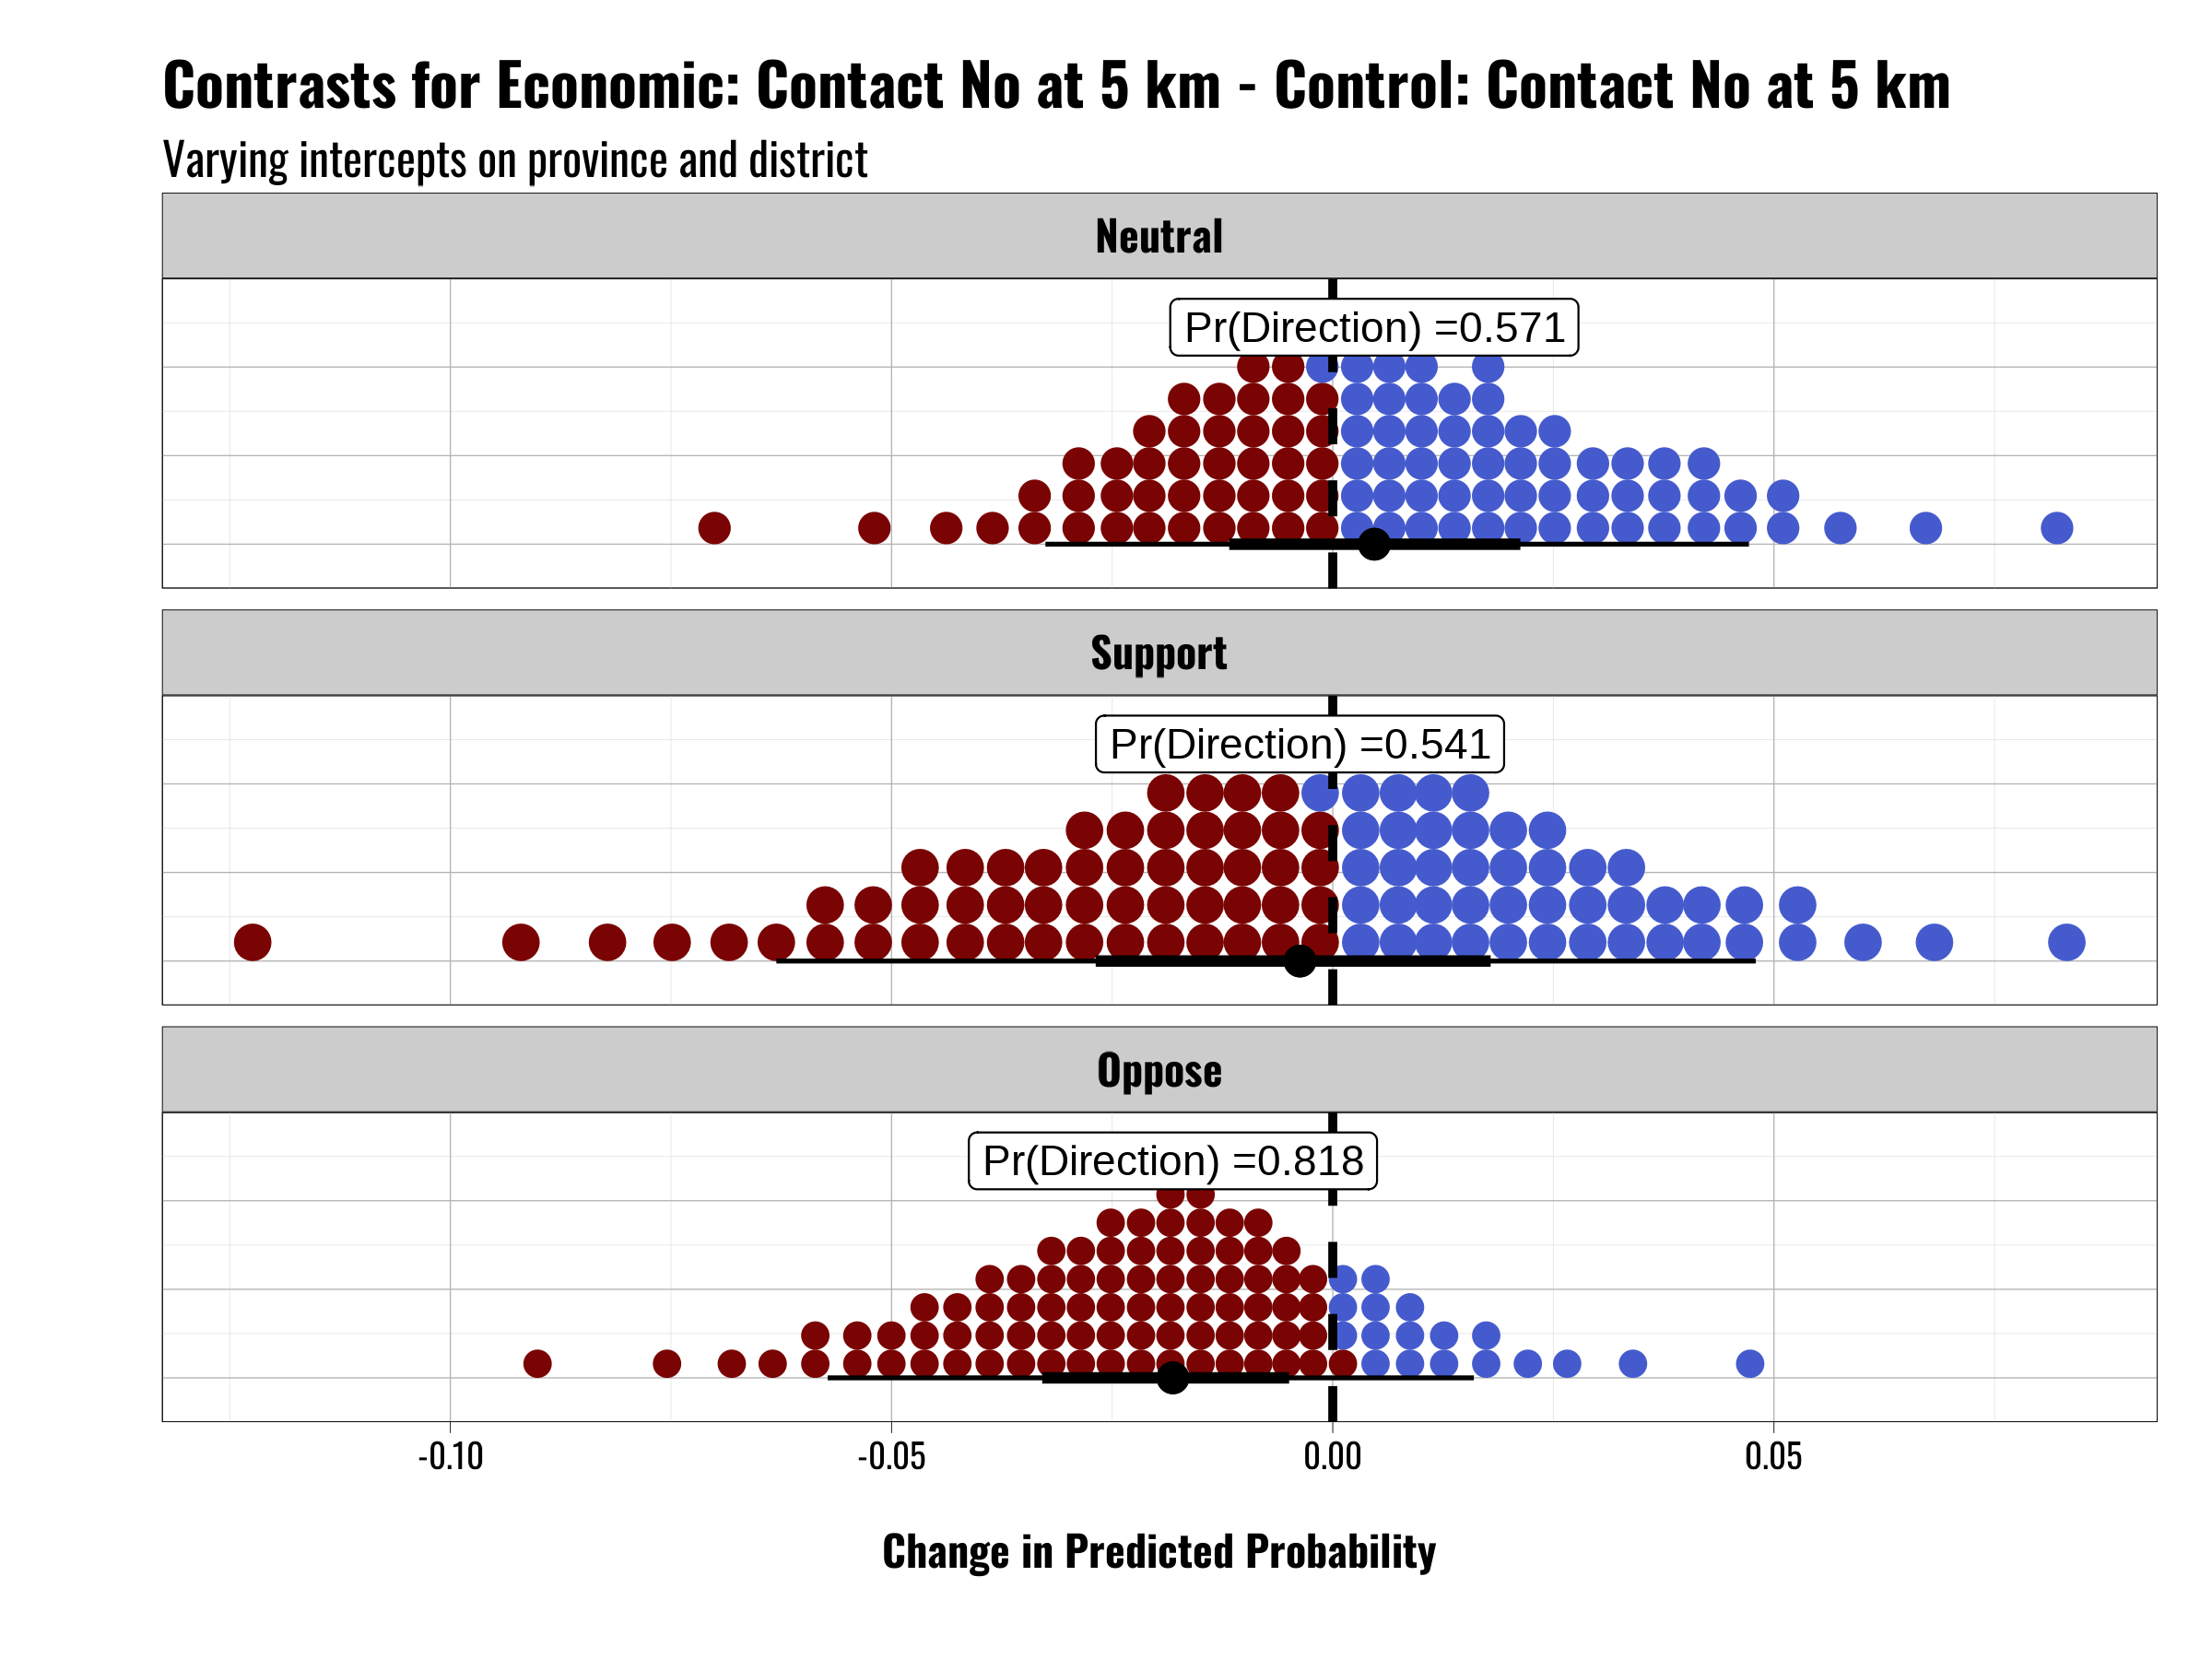 Contrasts for Economic: Contact No at 5 km - Control: Contact No at 5 km
Varying intercepts on province and district
Neutral
Pr(Direction) =0.571
Support
Pr(Direction) =0.541
Oppose
Pr(Direction) =0.818
-0.10 -0.05 0.00 0.05
Change in Predicted Probability